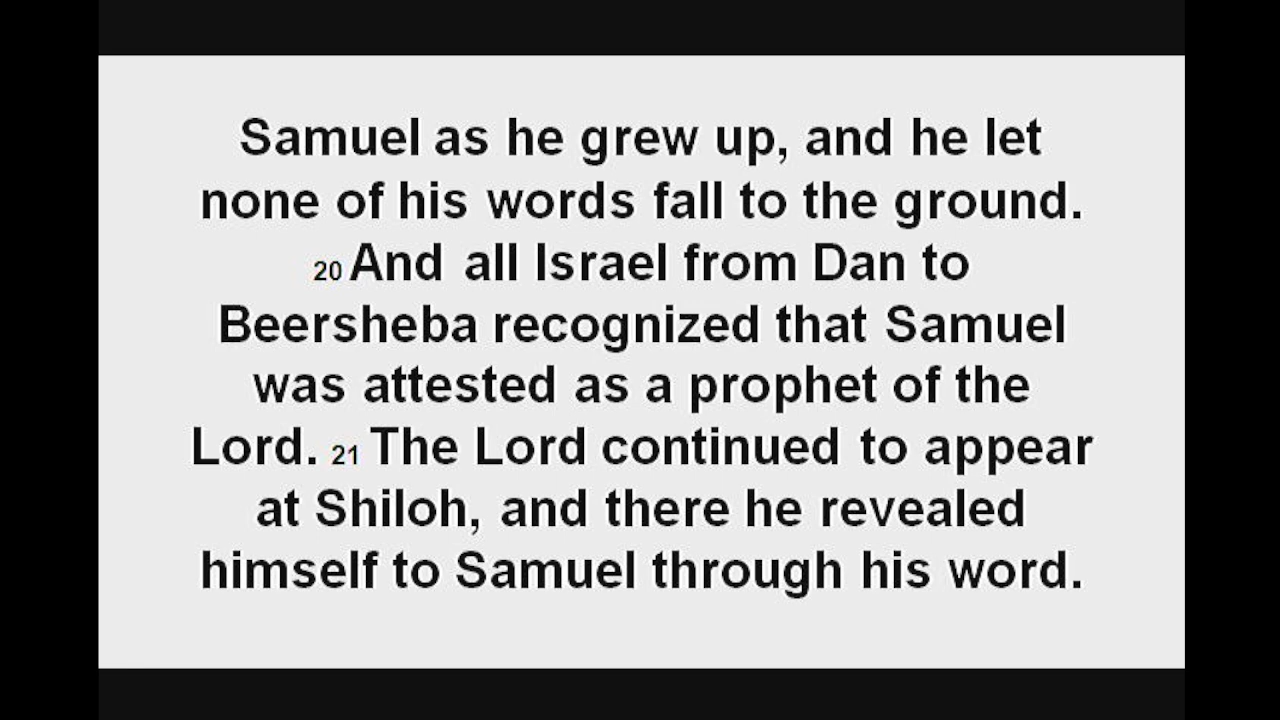 Samuel as he grew up, and he let
none of his words fall to the ground.
20 And all Israel from Dan to
Beersheba recognized that Samuel
was attested as a prophet of the
Lord. 21 The Lord continued to appear
at Shiloh, and there he revealed
himself to Samuel through his word.